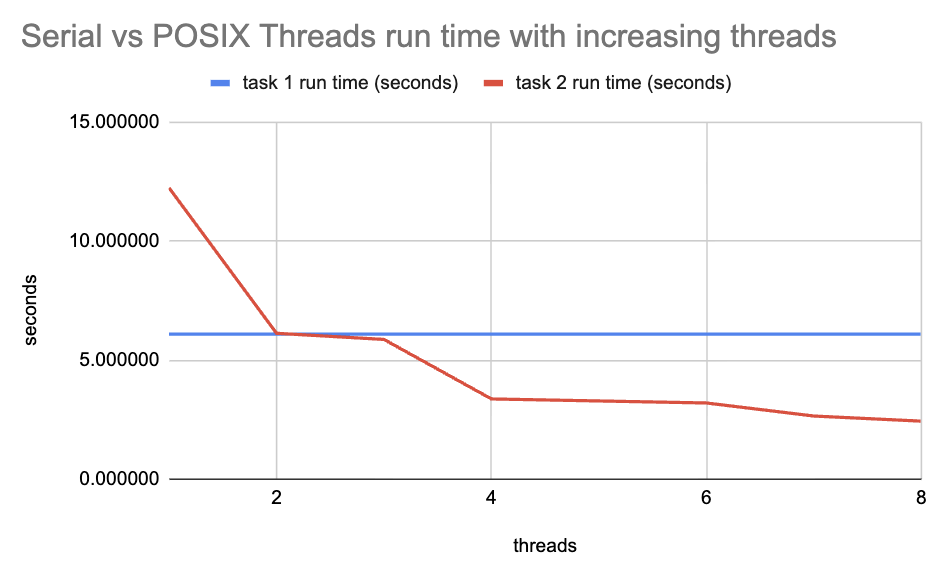 Serial vs POSIX Threads run time with increasing threads
task 1 run time (seconds) task 2 run time (seconds)
15.000000
10.000000
5.000000
0.000000
seconds
2 4 6 8
threads